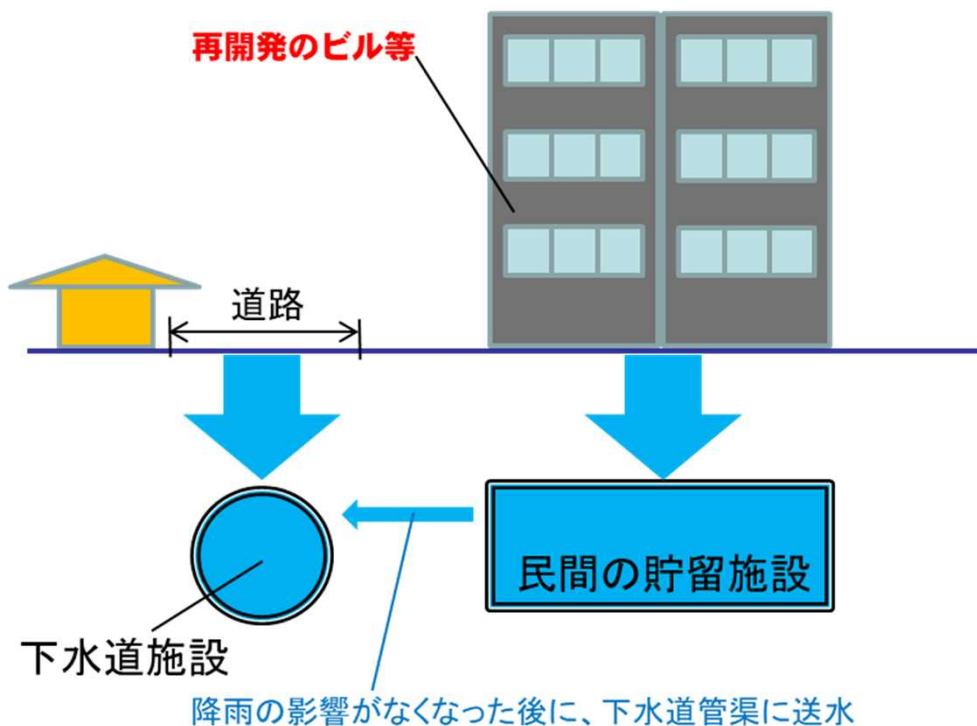 再開発のビル等
道路
民間の貯留施設
下水道施設
降雨の影響がなくなった後に、下水道管渠に送水